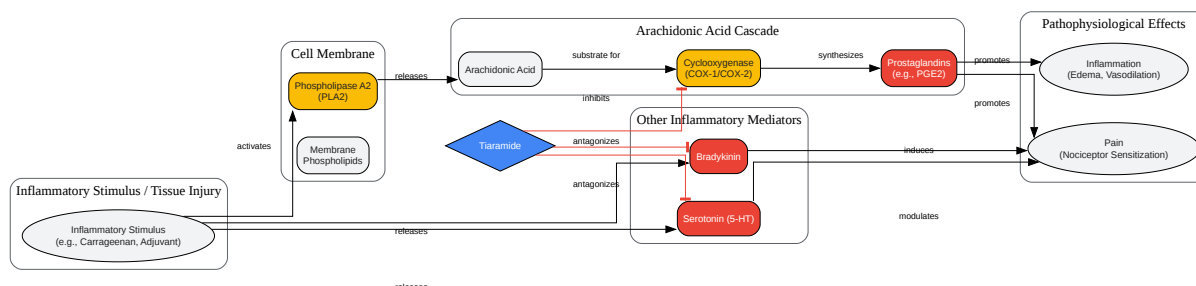 Pathophysiological Effects
Arachidonic Acid Cascade
Cell Membrane
Inflammation
(Edema, Vasodilation)
promotes
Prostaglandins
(e.g., PGE2)
synthesizes
Cyclooxygenase
(COX-1/COX-2)
substrate for
Arachidonic Acid
releases
Phospholipase A2
(PLA2)
inhibits
promotes
Other Inflammatory Mediators
Tiaramide
antagonizes
Bradykinin
induces
Pain
(Nociceptor Sensitization)
activates
Membrane
Phospholipids
antagonizes
Inflammatory Stimulus / Tissue Injury
Inflammatory Stimulus
(e.g., Carrageenan, Adjuvant)
releases
Serotonin (5-HT)
modulates
releases